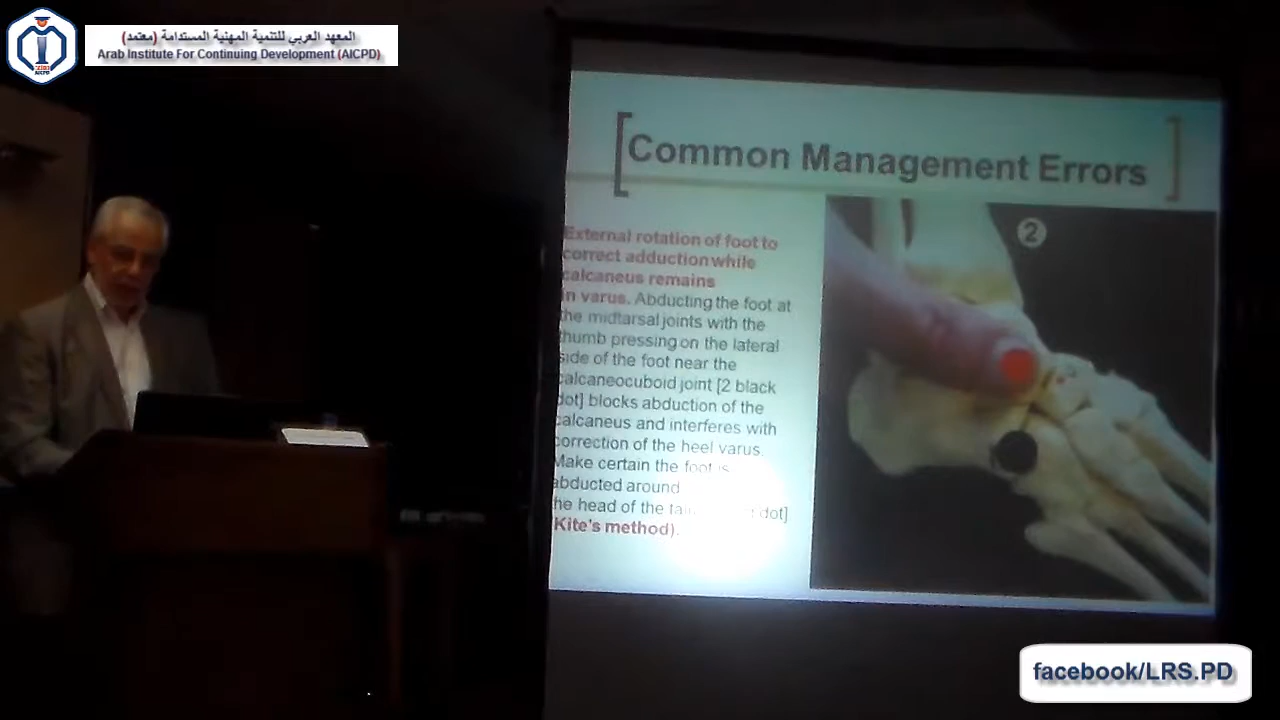 المعهد العربي للتنمية المهنية المستدامة (معتمد)
Arab Institute For Continuing Development (AICPD)
AICPD
[Common Management Errors]
2
External rotation of foot to
correct adduction while
calcaneus remains
in varus. Abducting the foot at
the midtarsal joints with the
thumb pressing on the lateral
side of the foot near the
calcaneocuboid joint [2 black
dot] blocks abduction of the
calcaneus and interferes with
correction of the heel varus.
Make certain the foot is
abducted around
the head of the dot]
(Kite's method).
facebook/LRS.PD